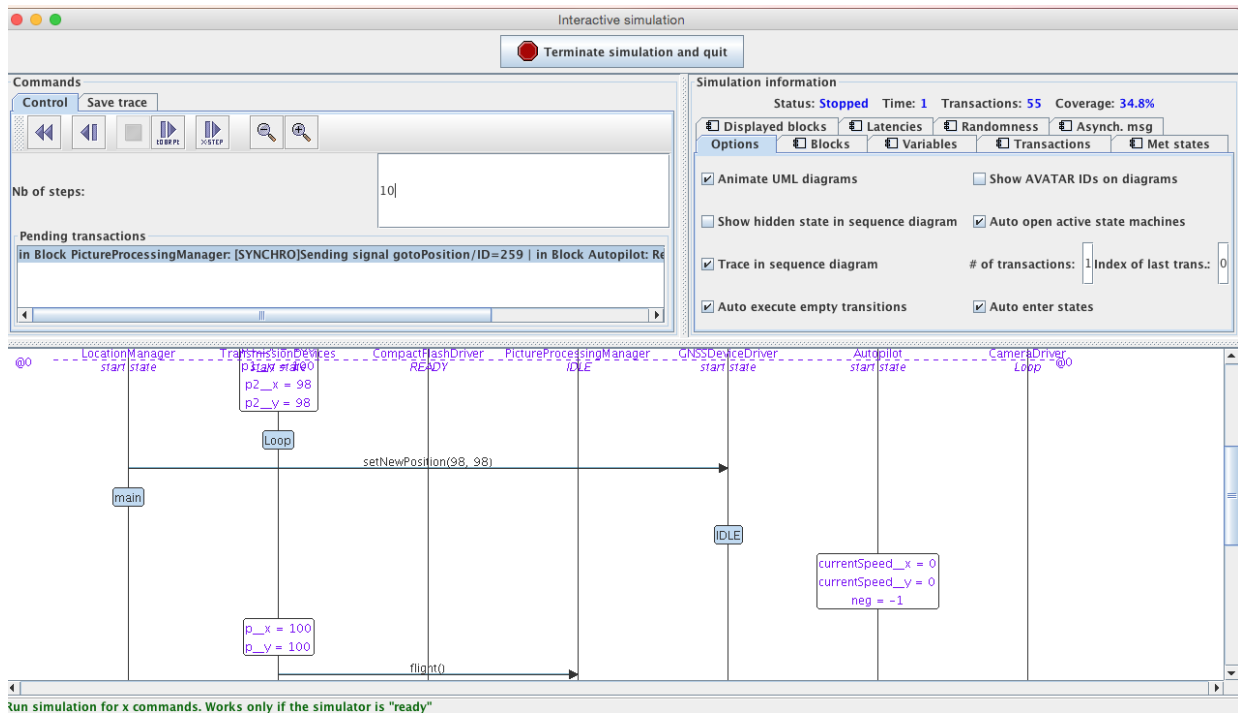 Interactive simulation
Terminate simulation and quit
Commands
Control Save trace
TO BRPT X-STEP
Nb of steps: 10
Pending transactions
in Block PictureProcessingManager: [SYNCHRO]Sending signal gotoPosition/ID=259 | in Block Autopilot: Re
Simulation information
Status: Stopped Time: 1 Transactions: 55 Coverage: 34.8%
Displayed blocks Latencies Randomness Asynch. msg
Options Blocks Variables Transactions Met states
Animate UML diagrams Show AVATAR IDs on diagrams
Show hidden state in sequence diagram Auto open active state machines
Trace in sequence diagram # of transactions: 1 Index of last trans.: 0
Auto execute empty transitions Auto enter states
LocationManager TransmissionDevices CompactFlashDriver PictureProcessingManager GNSSDeviceDriver Autopilot CameraDriver
@0 start state start state READY IDLE start state start state Loop @0
p2__x = 98
p2__y = 98
Loop
setNewPosition(98, 98)
main
IDLE
currentSpeed__x = 0
currentSpeed__y = 0
neg = -1
p__x = 100
p__y = 100
flight()
Run simulation for x commands. Works only if the simulator is "ready"